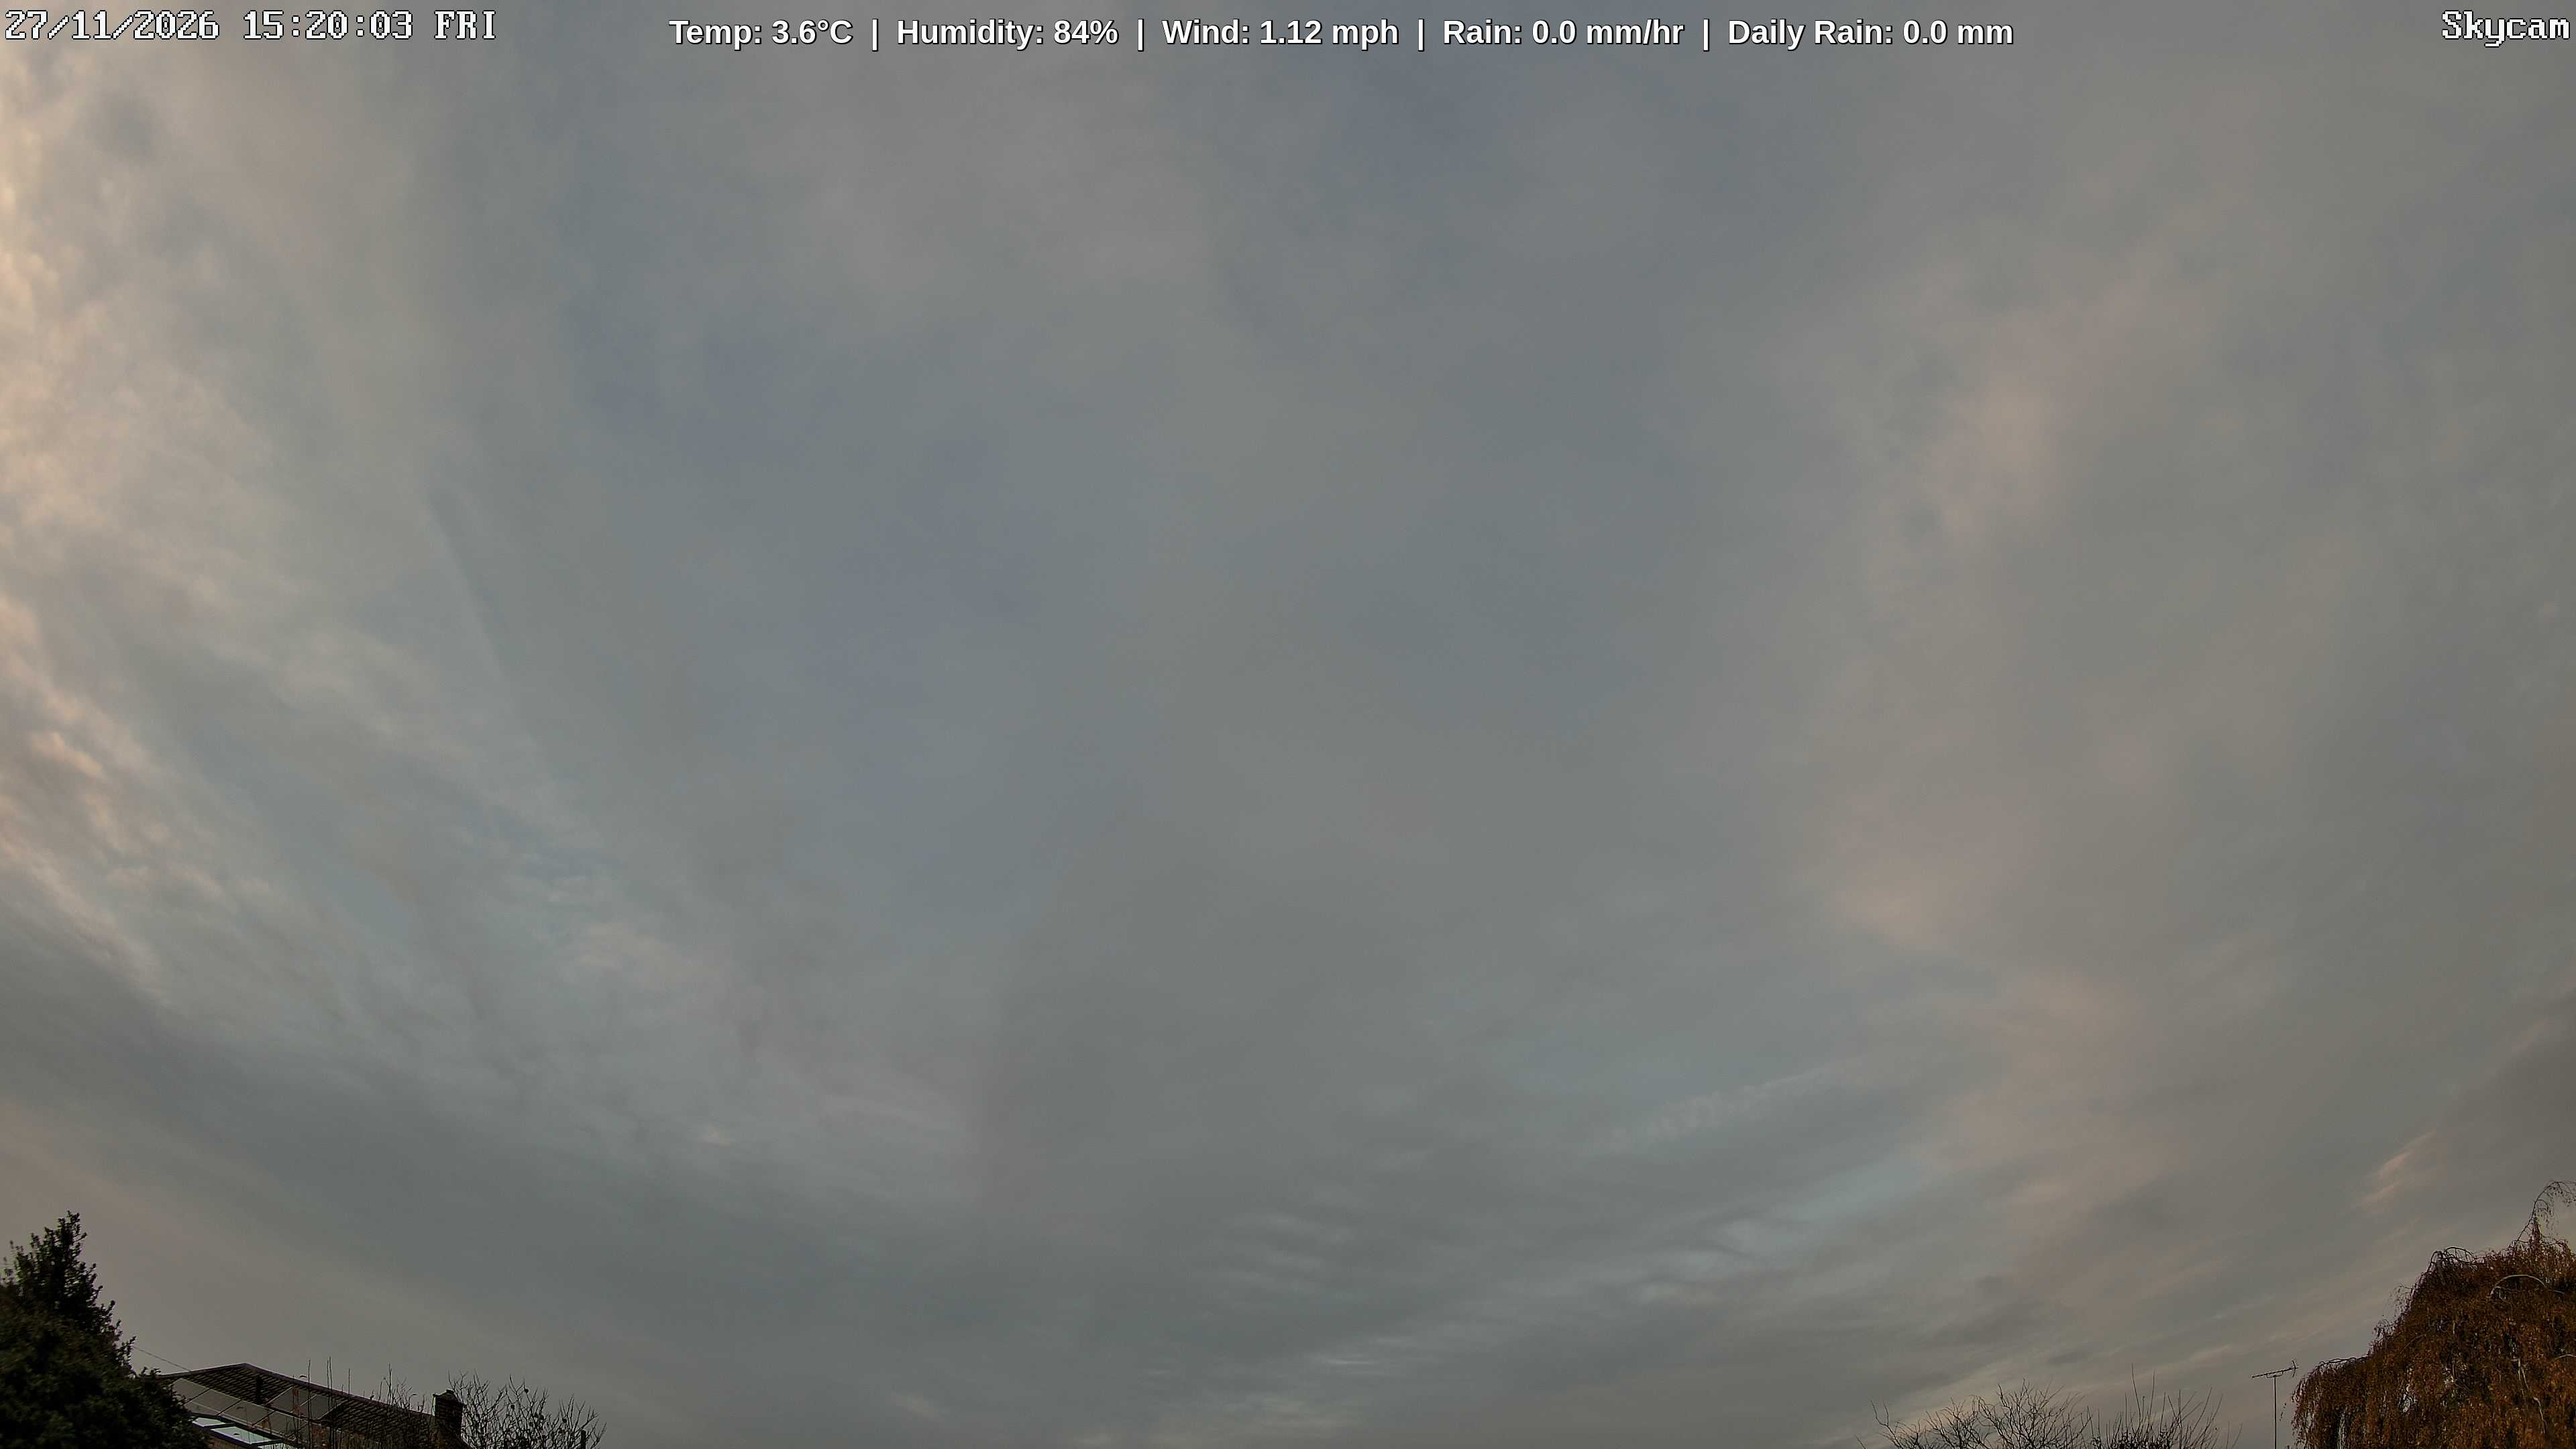 27/11/2026 15:20:03 FRI
Temp: 3.6°C | Humidity: 84% | Wind: 1.12 mph | Rain: 0.0 mm/hr | Daily Rain: 0.0 mm
Skycam